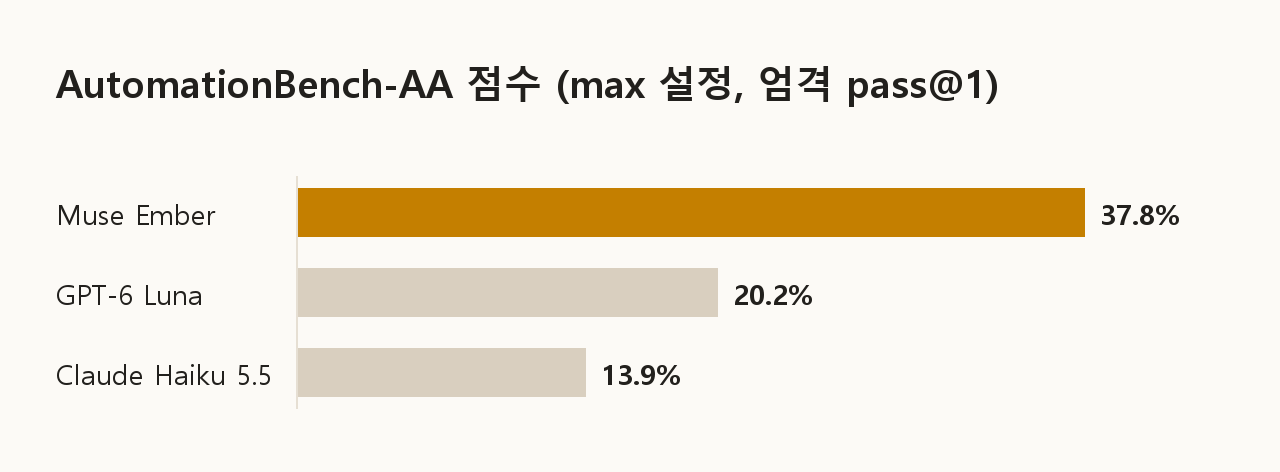 AutomationBench-AA 점수 (max 설정, 엄격 pass@1)
Muse Ember 37.8%
GPT-6 Luna 20.2%
Claude Haiku 5.5 13.9%